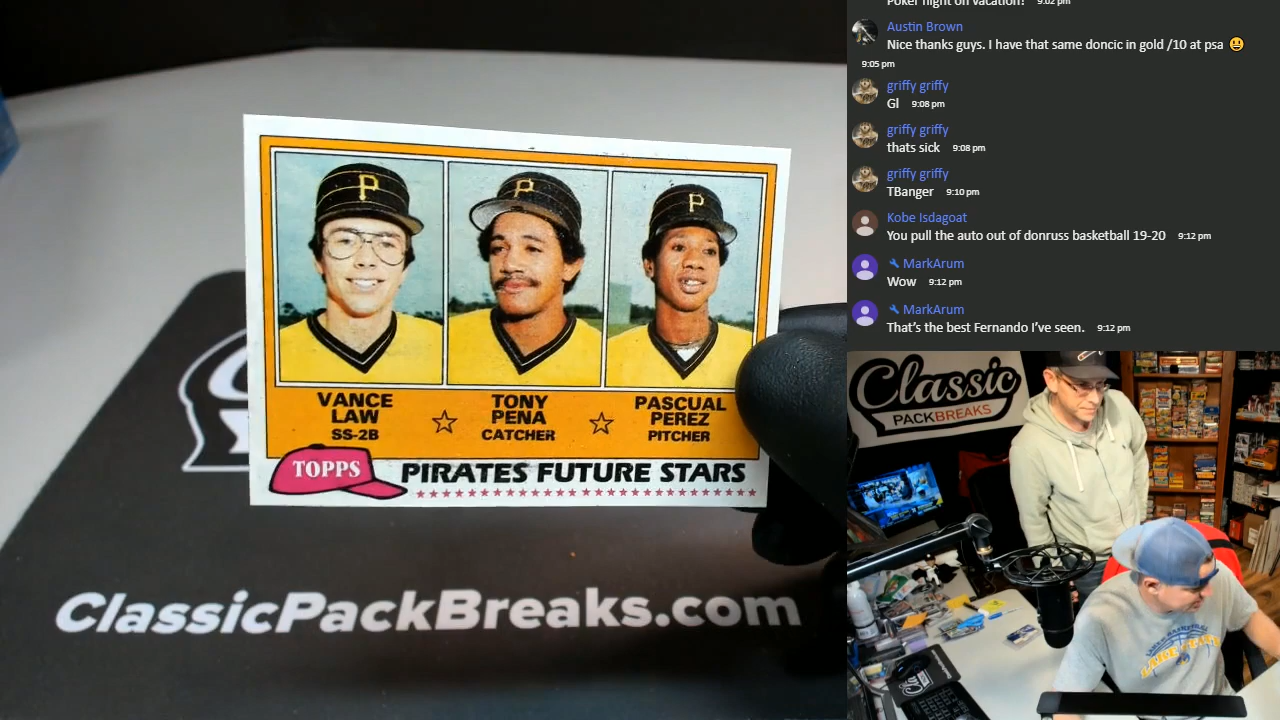 P
P
P
VANCE
LAW
SS-2B
TONY
PENA
CATCHER
PASCUAL
PEREZ
PITCHER
TOPPS
PIRATES FUTURE STARS
ClassicPackBreaks.com
Poker night on vacation! 9:02 pm
Austin Brown
Nice thanks guys. I have that same doncic in gold /10 at psa 😃
9:05 pm
griffy griffy
Gl 9:08 pm
griffy griffy
thats sick 9:08 pm
griffy griffy
TBanger 9:10 pm
Kobe Isdagoat
You pull the auto out of donruss basketball 19-20 9:12 pm
MarkArum
Wow 9:12 pm
MarkArum
That's the best Fernando I've seen. 9:12 pm
Classic
PACKBREAKS